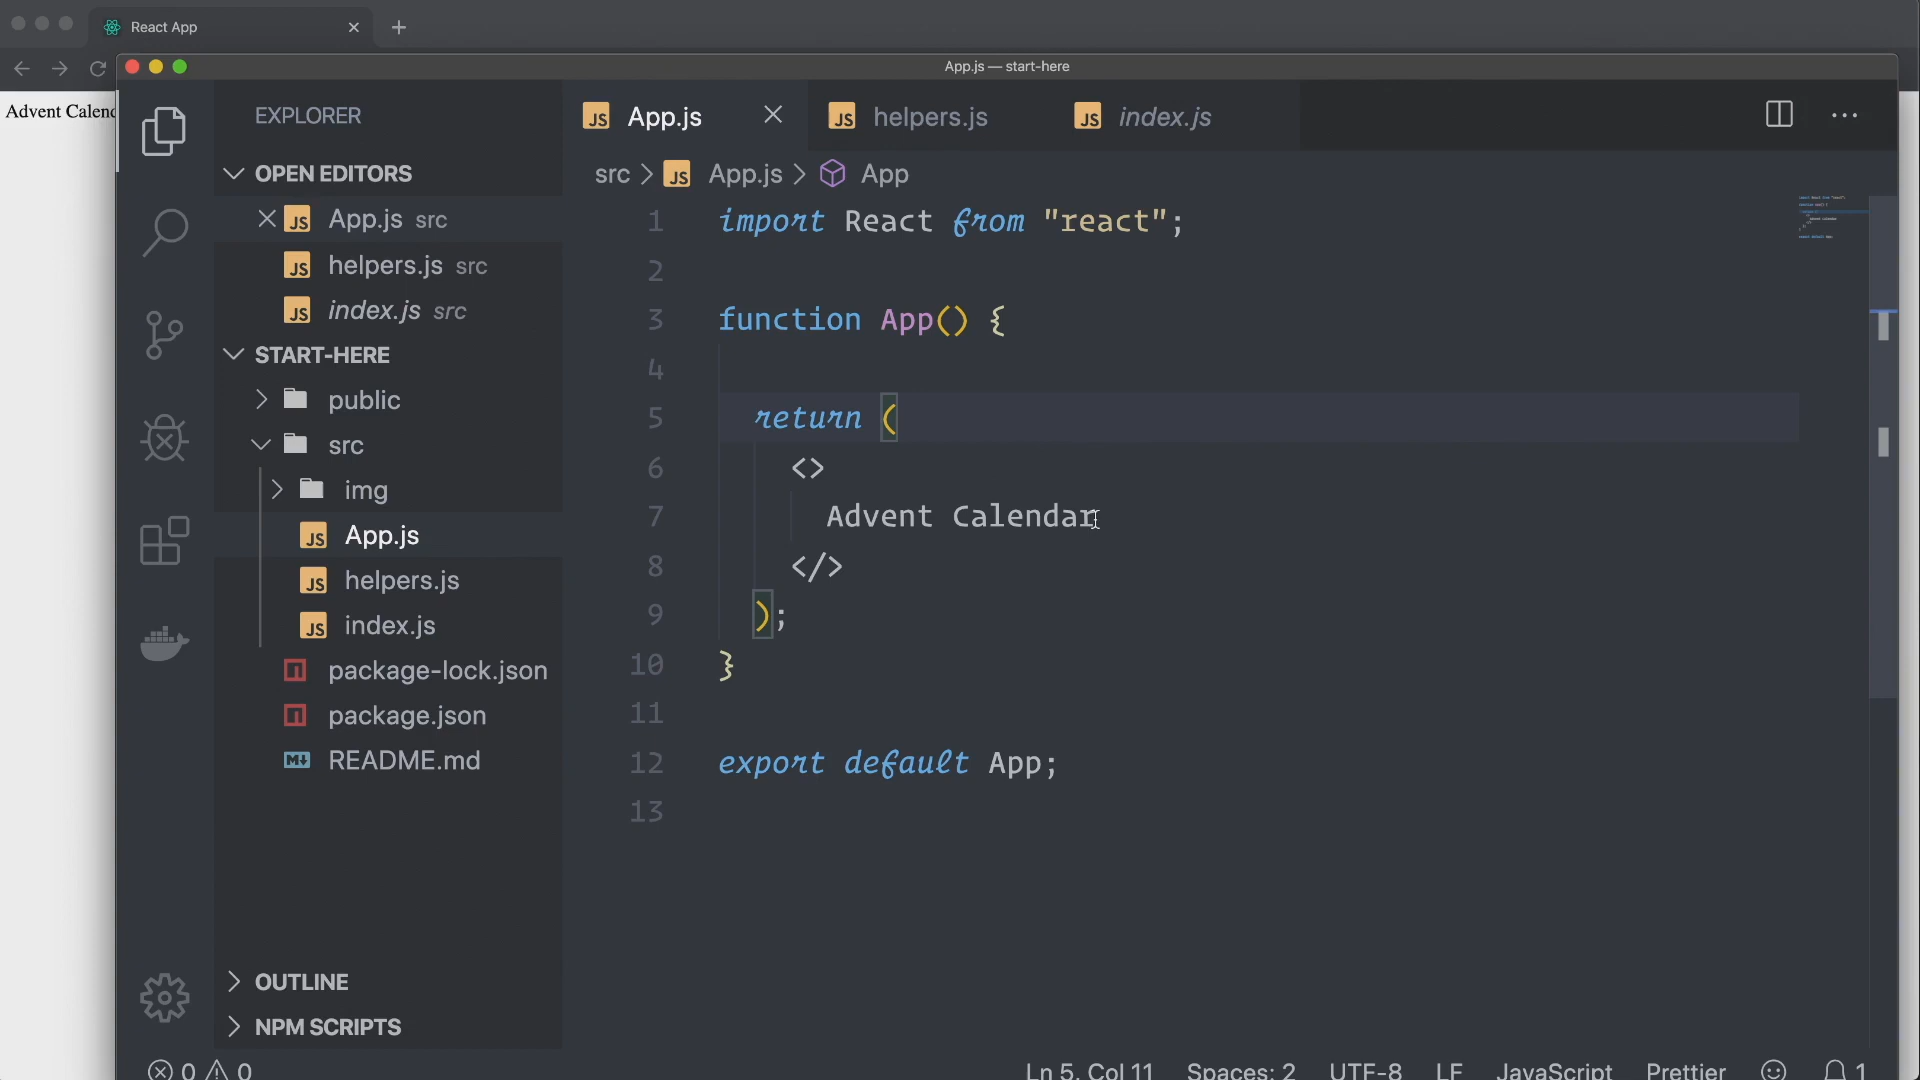 React App
App.js — start-here
Advent Calend
EXPLORER
OPEN EDITORS
App.js src
helpers.js src
index.js src
START-HERE
public
src
img
App.js
helpers.js
index.js
package-lock.json
package.json
README.md
OUTLINE
NPM SCRIPTS
App.js
helpers.js
index.js
src > App.js > App
1 import React from "react";
2
3 function App() {
4
5 return (
6 <>
7 Advent Calendar
8 </>
9 );
10 }
11
12 export default App;
13
0 0
Ln 5, Col 11 Spaces: 2 UTF-8 LF JavaScript Prettier 1